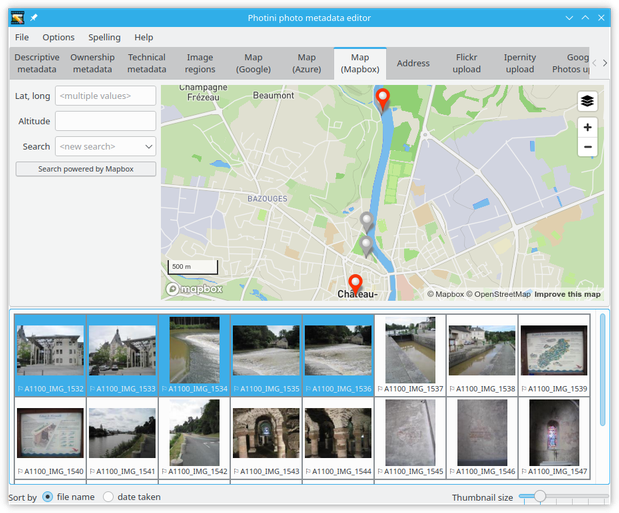 Photini photo metadata editor
File Options Spelling Help
Descriptive metadata
Ownership metadata
Technical metadata
Image regions
Map (Google)
Map (Azure)
Map (Mapbox)
Address
Flickr upload
Ipernity upload
Goog
Photos up
Lat, long <multiple values>
Altitude
Search <new search>
Search powered by Mapbox
Champagne
Frézeau
Beaumont
BAZOUGES
Château-
500 m
mapbox
© Mapbox © OpenStreetMap Improve this map
A1100_IMG_1532 A1100_IMG_1533 A1100_IMG_1534 A1100_IMG_1535 A1100_IMG_1536 A1100_IMG_1537 A1100_IMG_1538 A1100_IMG_1539
A1100_IMG_1540 A1100_IMG_1541 A1100_IMG_1542 A1100_IMG_1543 A1100_IMG_1544 A1100_IMG_1545 A1100_IMG_1546 A1100_IMG_1547
Sort by file name date taken Thumbnail size